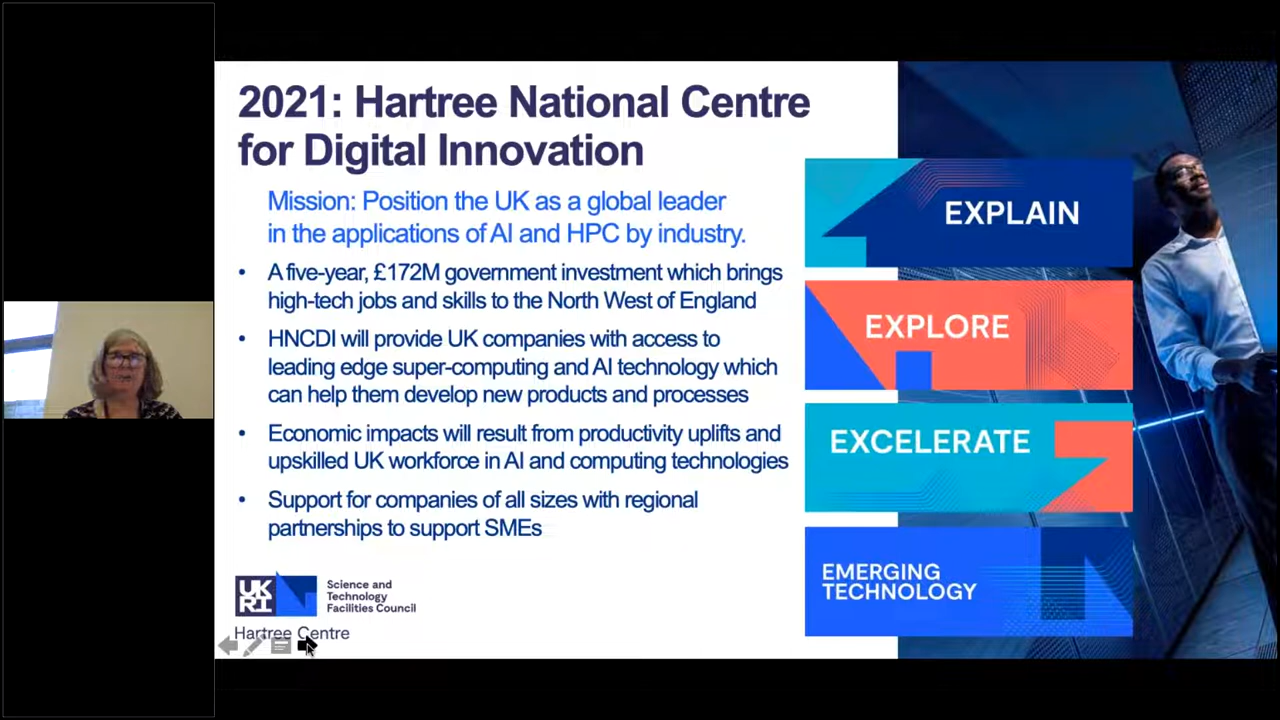 2021: Hartree National Centre
for Digital Innovation
Mission: Position the UK as a global leader
in the applications of AI and HPC by industry.
• A five-year, £172M government investment which brings
high-tech jobs and skills to the North West of England
• HNCDI will provide UK companies with access to
leading edge super-computing and AI technology which
can help them develop new products and processes
• Economic impacts will result from productivity uplifts and
upskilled UK workforce in AI and computing technologies
• Support for companies of all sizes with regional
partnerships to support SMEs
EXPLAIN
EXPLORE
EXCELERATE
EMERGING
TECHNOLOGY
UK
RI
Science and
Technology
Facilities Council
Hartree Centre